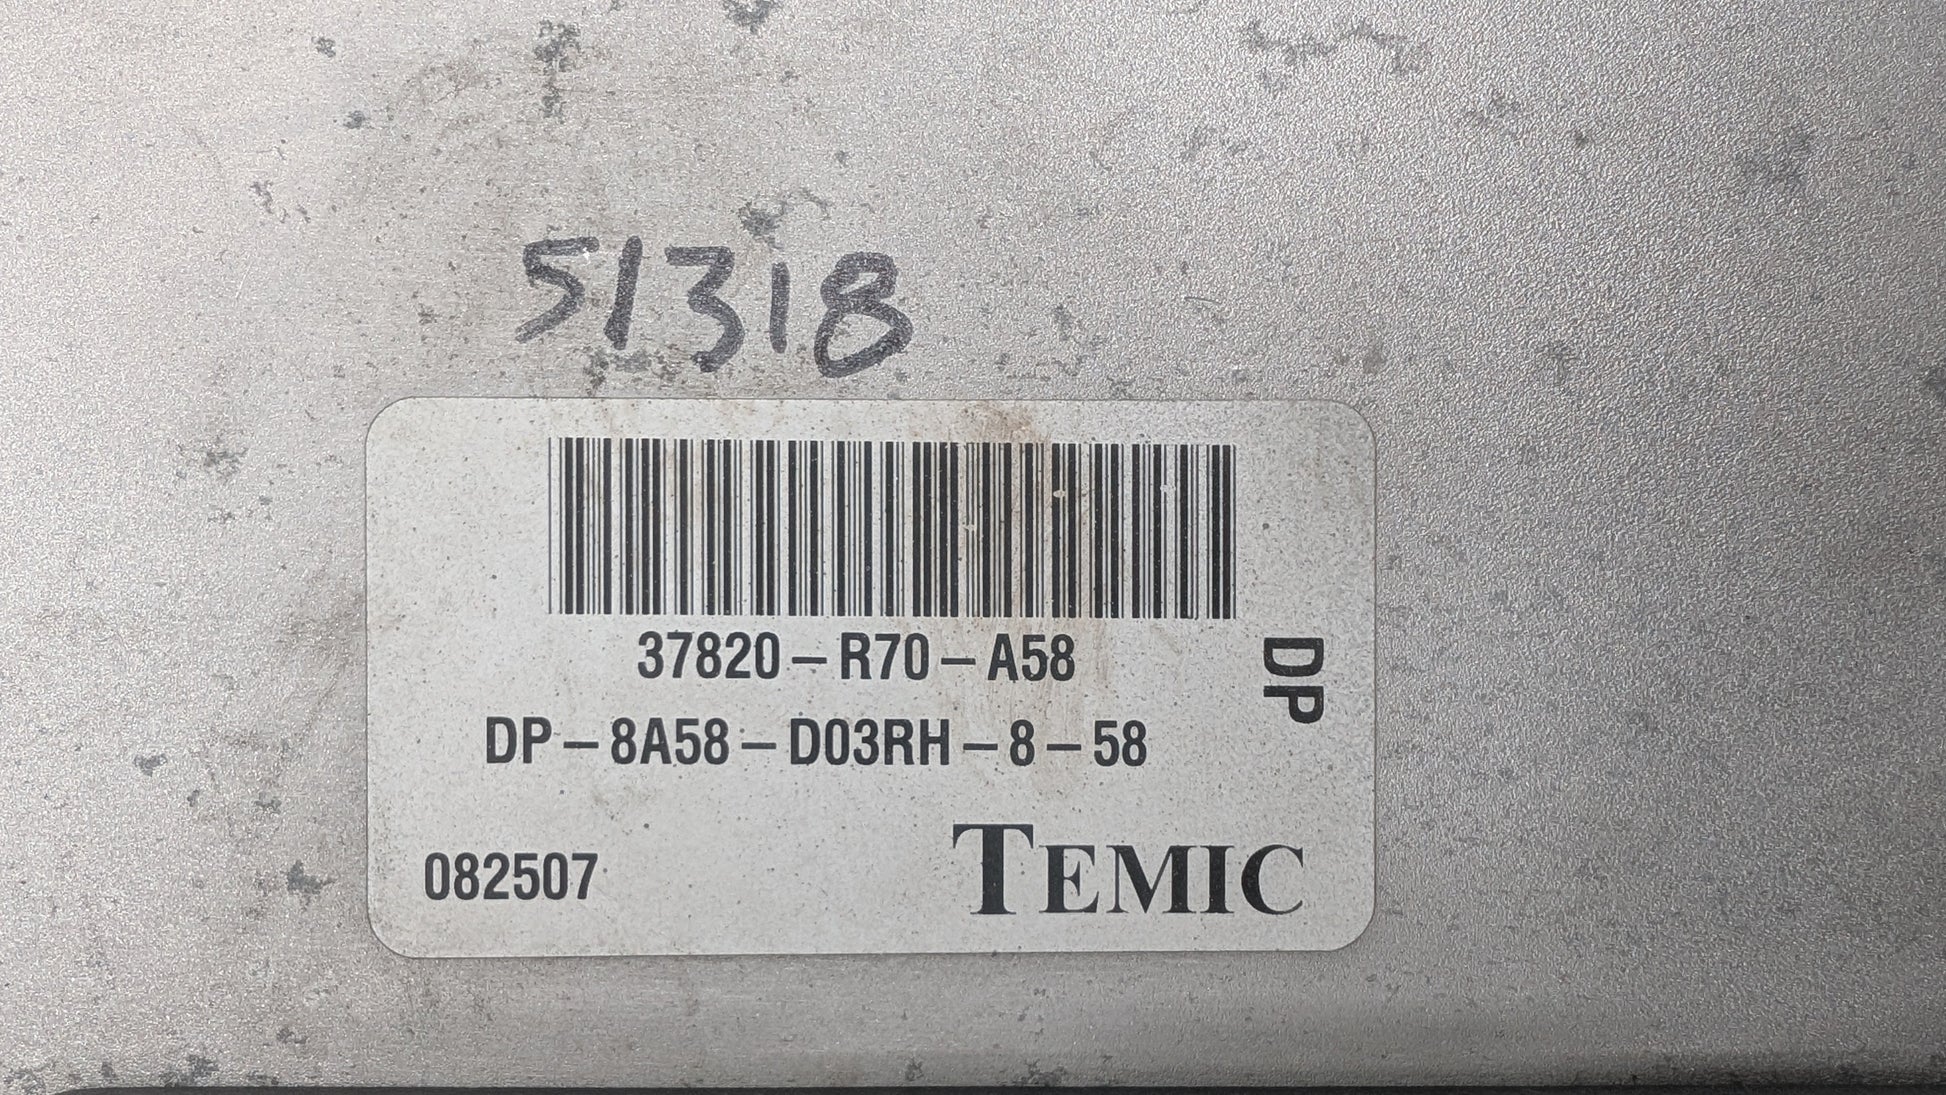 51318
37820-R70-A58
DP-8A58-D03RH-8-58
DP
082507
TEMIC